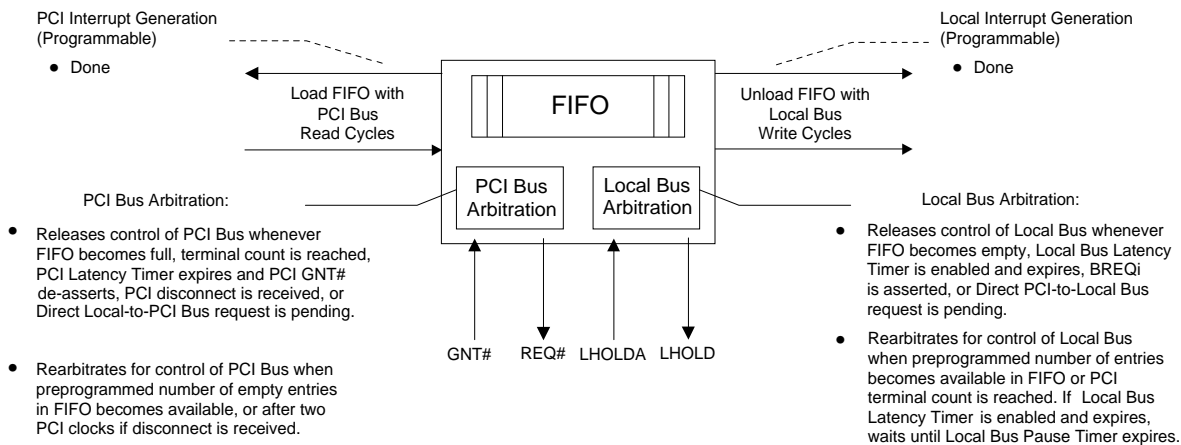 PCI Interrupt Generation
(Programmable)
• Done
Local Interrupt Generation
(Programmable)
• Done
Load FIFO with
PCI Bus
Read Cycles
FIFO
Unload FIFO with
Local Bus
Write Cycles
PCI Bus
Arbitration
Local Bus
Arbitration
GNT#
REQ#
LHOLDA
LHOLD
PCI Bus Arbitration:
• Releases control of PCI Bus whenever
FIFO becomes full, terminal count is reached,
PCI Latency Timer expires and PCI GNT#
de-asserts, PCI disconnect is received, or
Direct Local-to-PCI Bus request is pending.
• Rearbitrates for control of PCI Bus when
preprogrammed number of empty entries
in FIFO becomes available, or after two
PCI clocks if disconnect is received.
Local Bus Arbitration:
• Releases control of Local Bus whenever
FIFO becomes empty, Local Bus Latency
Timer is enabled and expires, BREQi
is asserted, or Direct PCI-to-Local Bus
request is pending.
• Rearbitrates for control of Local Bus
when preprogrammed number of entries
becomes available in FIFO or PCI
terminal count is reached. If Local Bus
Latency Timer is enabled and expires,
waits until Local Bus Pause Timer expires.